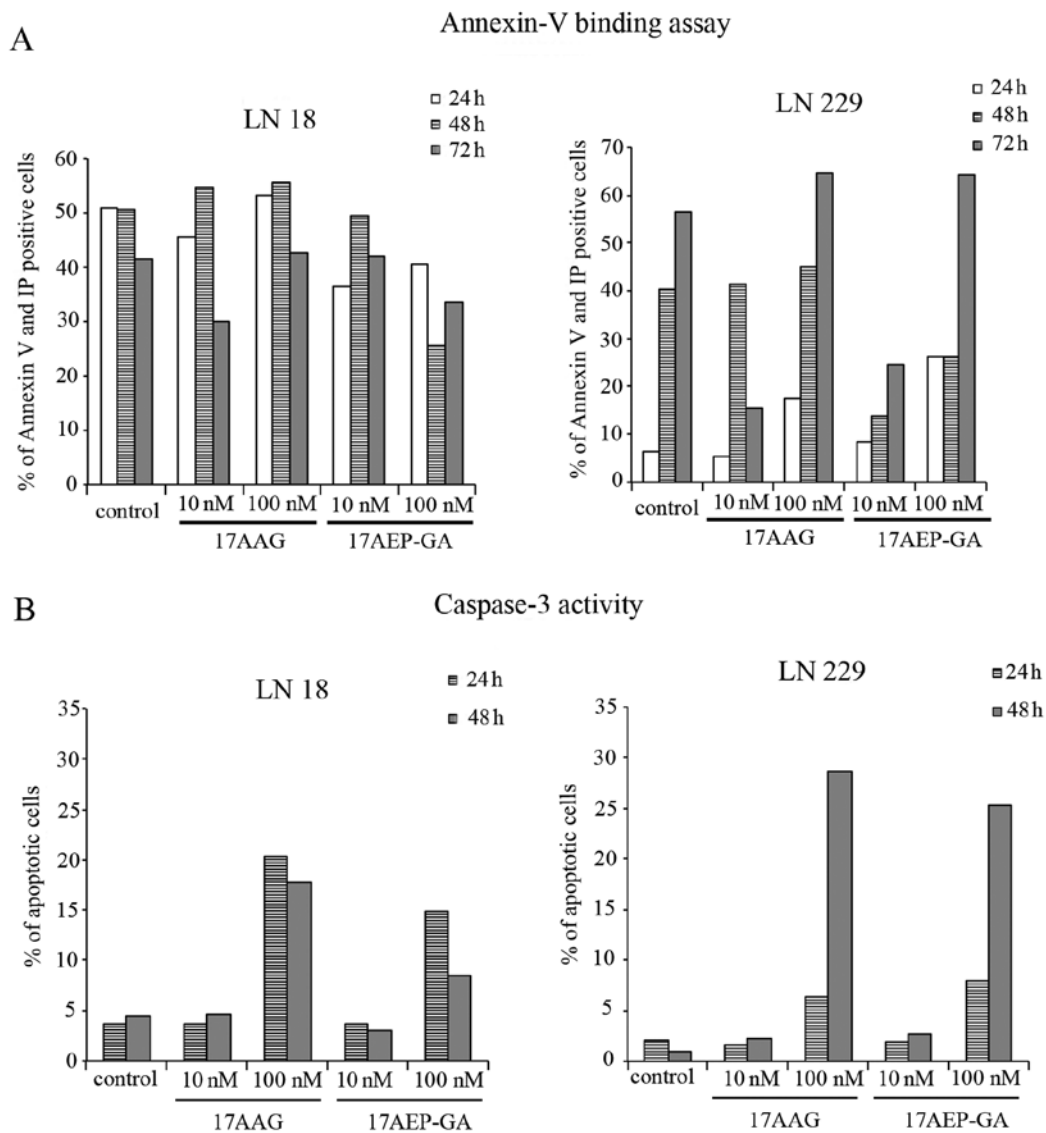 Annexin-V binding assay
A
LN 18
24 h
48 h
72 h
% of Annexin V and IP positive cells
60
50
40
30
20
10
0
control
10 nM
100 nM
10 nM
100 nM
17AAG
17AEP-GA
LN 229
24 h
48 h
72 h
% of Annexin V and IP positive cells
70
60
50
40
30
20
10
0
control
10 nM
100 nM
10 nM
100 nM
17AAG
17AEP-GA
B
Caspase-3 activity
LN 18
24 h
48 h
% of apoptotic cells
35
30
25
20
15
10
5
0
control
10 nM
100 nM
10 nM
100 nM
17AAG
17AEP-GA
LN 229
24 h
48 h
% of apoptotic cells
35
30
25
20
15
10
5
0
control
10 nM
100 nM
10 nM
100 nM
17AAG
17AEP-GA